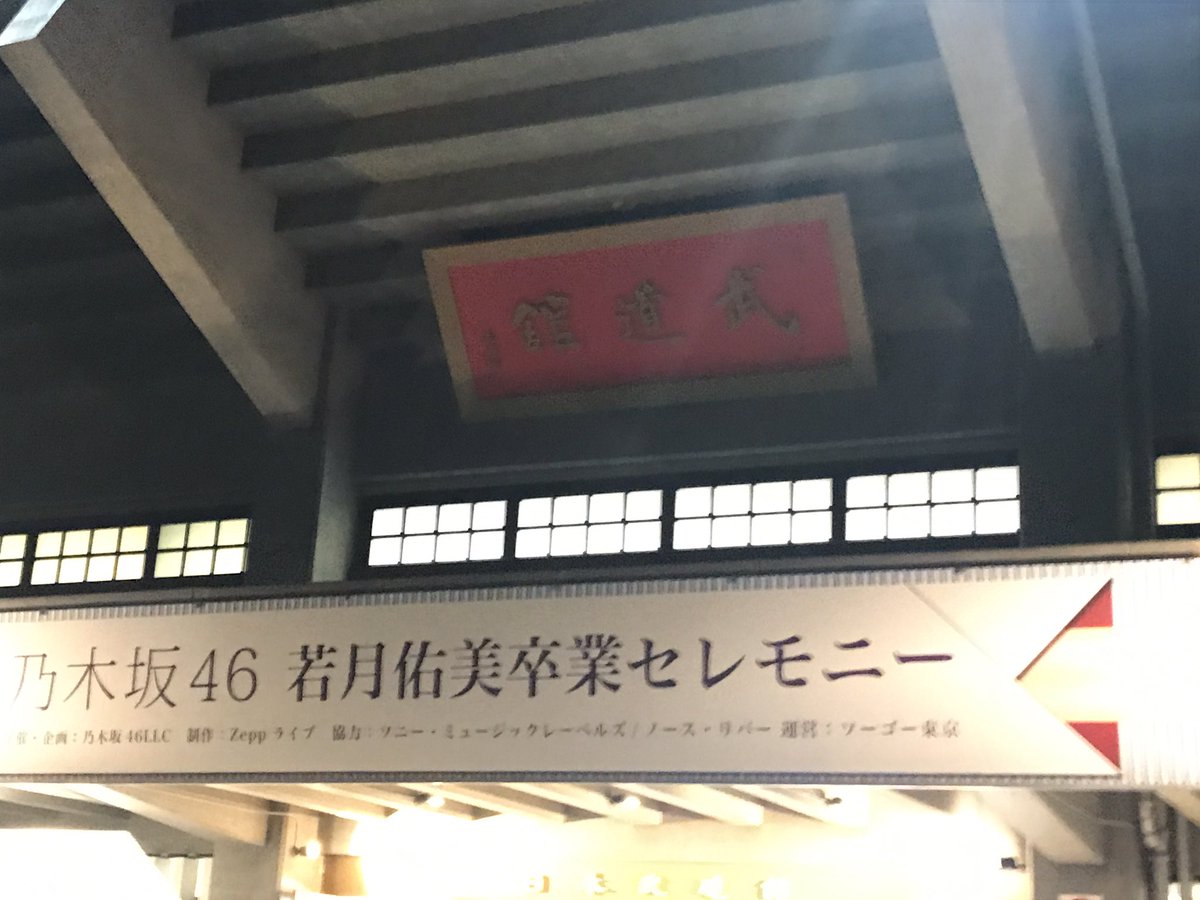 武道館
乃木坂46 若月佑美卒業セレモニー
・企画：乃木坂46LLC 制作：Zeppライブ 協力：ソニー・ミュージックレーベルズ/ノース・リバー 運営：ツーゴー東京